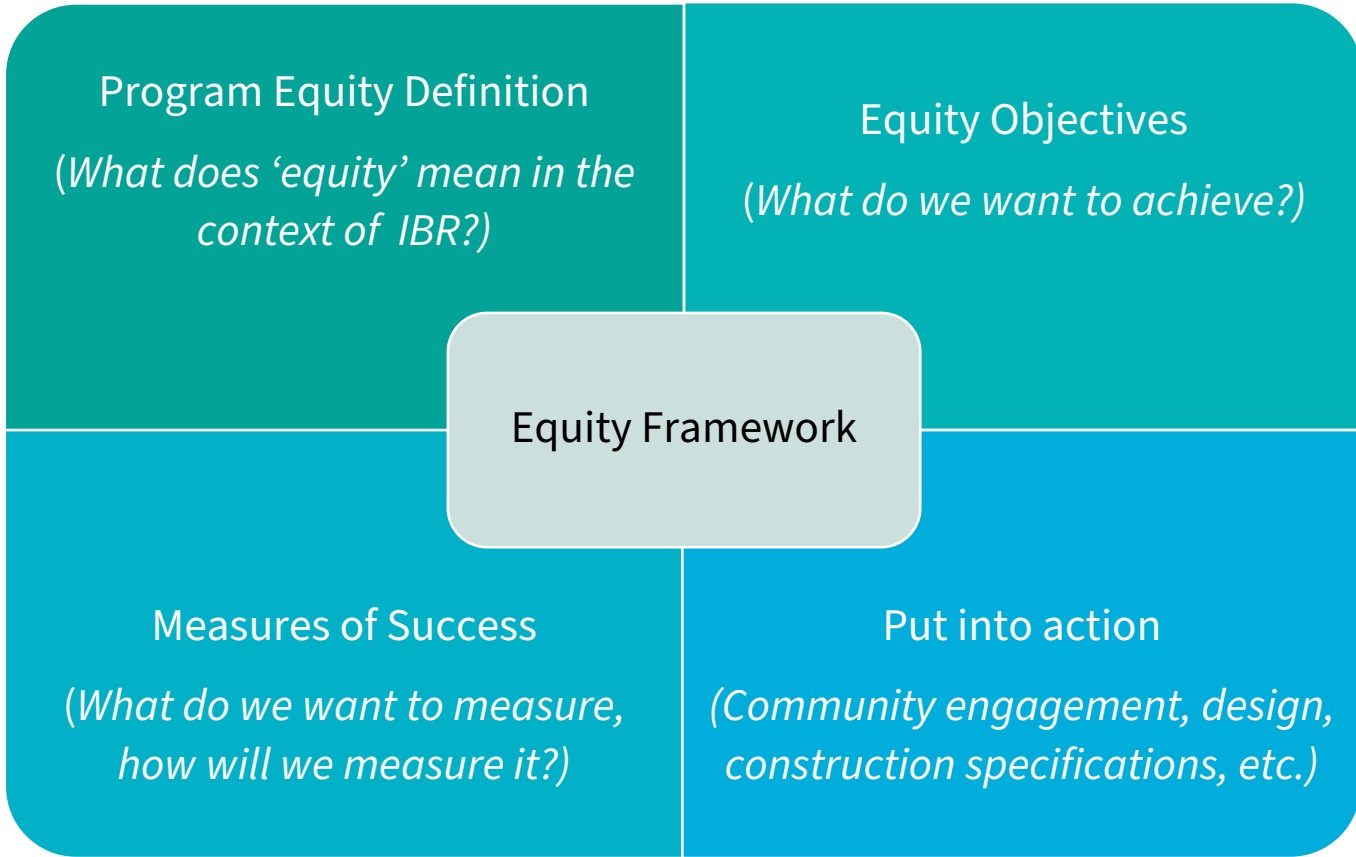 Program Equity Definition
(What does ‘equity’ mean in the
context of  IBR?)
Equity Objectives
(What do we want to achieve?)
Equity Framework
Measures of Success
(What do we want to measure,
how will we measure it?)
Put into action
(Community engagement, design,
construction specifications, etc.)